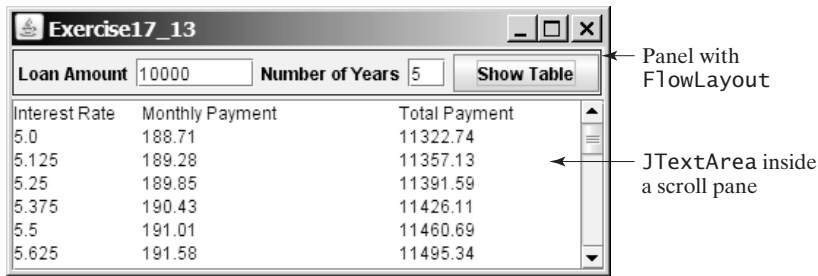 Exercise17_13
Loan Amount 10000 Number of Years 5 Show Table
Panel with
FlowLayout
Interest Rate Monthly Payment Total Payment
5.0 188.71 11322.74
5.125 189.28 11357.13
5.25 189.85 11391.59
5.375 190.43 11426.11
5.5 191.01 11460.69
5.625 191.58 11495.34
JTextArea inside
a scroll pane